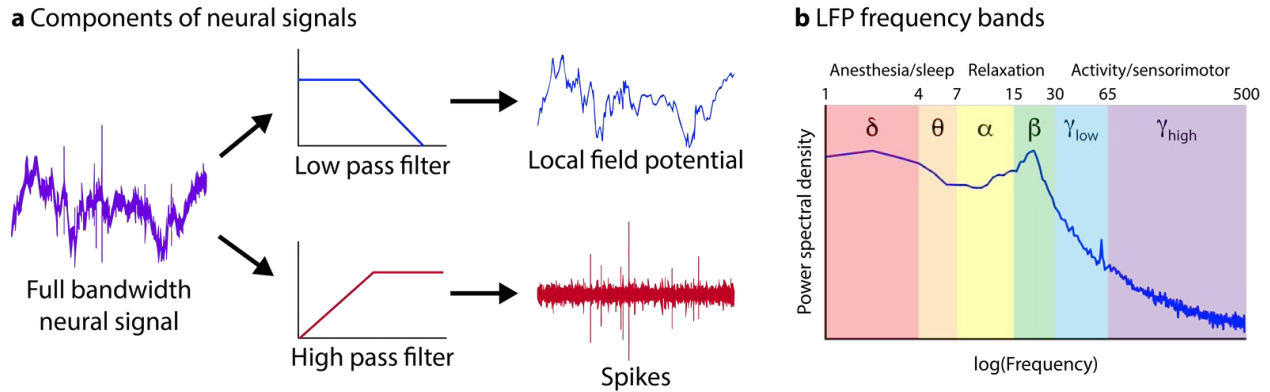 a Components of neural signals
Full bandwidth
neural signal
Low pass filter
Local field potential
High pass filter
Spikes
b LFP frequency bands
Anesthesia/sleep Relaxation Activity/sensorimotor
1 4 7 15 30 65 500
δ θ α β γlow γhigh
Power spectral density
log(Frequency)